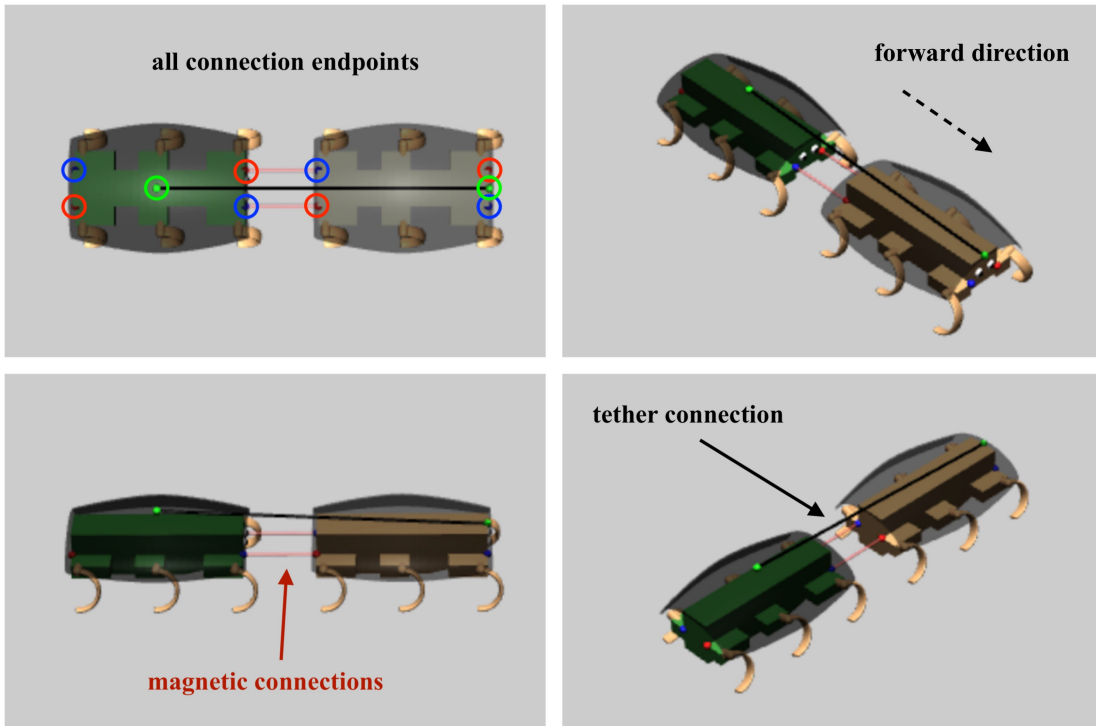 all connection endpoints
forward direction
tether connection
magnetic connections